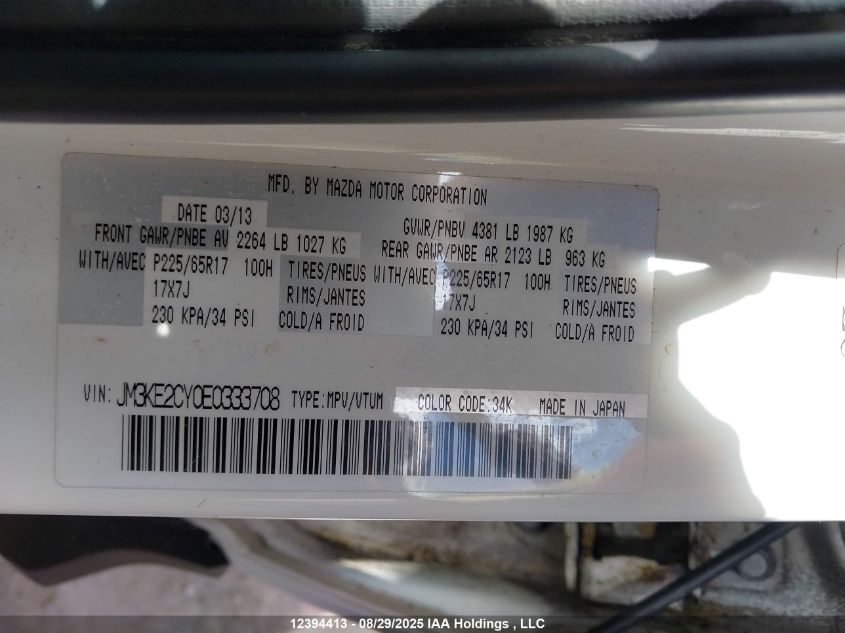 MFD. BY MAZDA MOTOR CORPORATION
DATE 03/13 GVWR/PNBV 4381 LB 1987 KG
FRONT GAWR/PNBE AV 2264 LB 1027 KG REAR GAWR/PNBE AR 2123 LB 963 KG
WITH/AVEC P225/65R17 100H TIRES/PNEUS WITH/AVEC P225/65R17 100H TIRES/PNEUS
17X7J RIMS/JANTES 17X7J RIMS/JANTES
230 KPA/34 PSI COLD/A FROID 230 KPA/34 PSI COLD/A FROID
VIN: JM3KE2CY0E0333708 TYPE:MPV/VTUM COLOR CODE:34K MADE IN JAPAN
12394413 - 08/29/2025 IAA Holdings , LLC